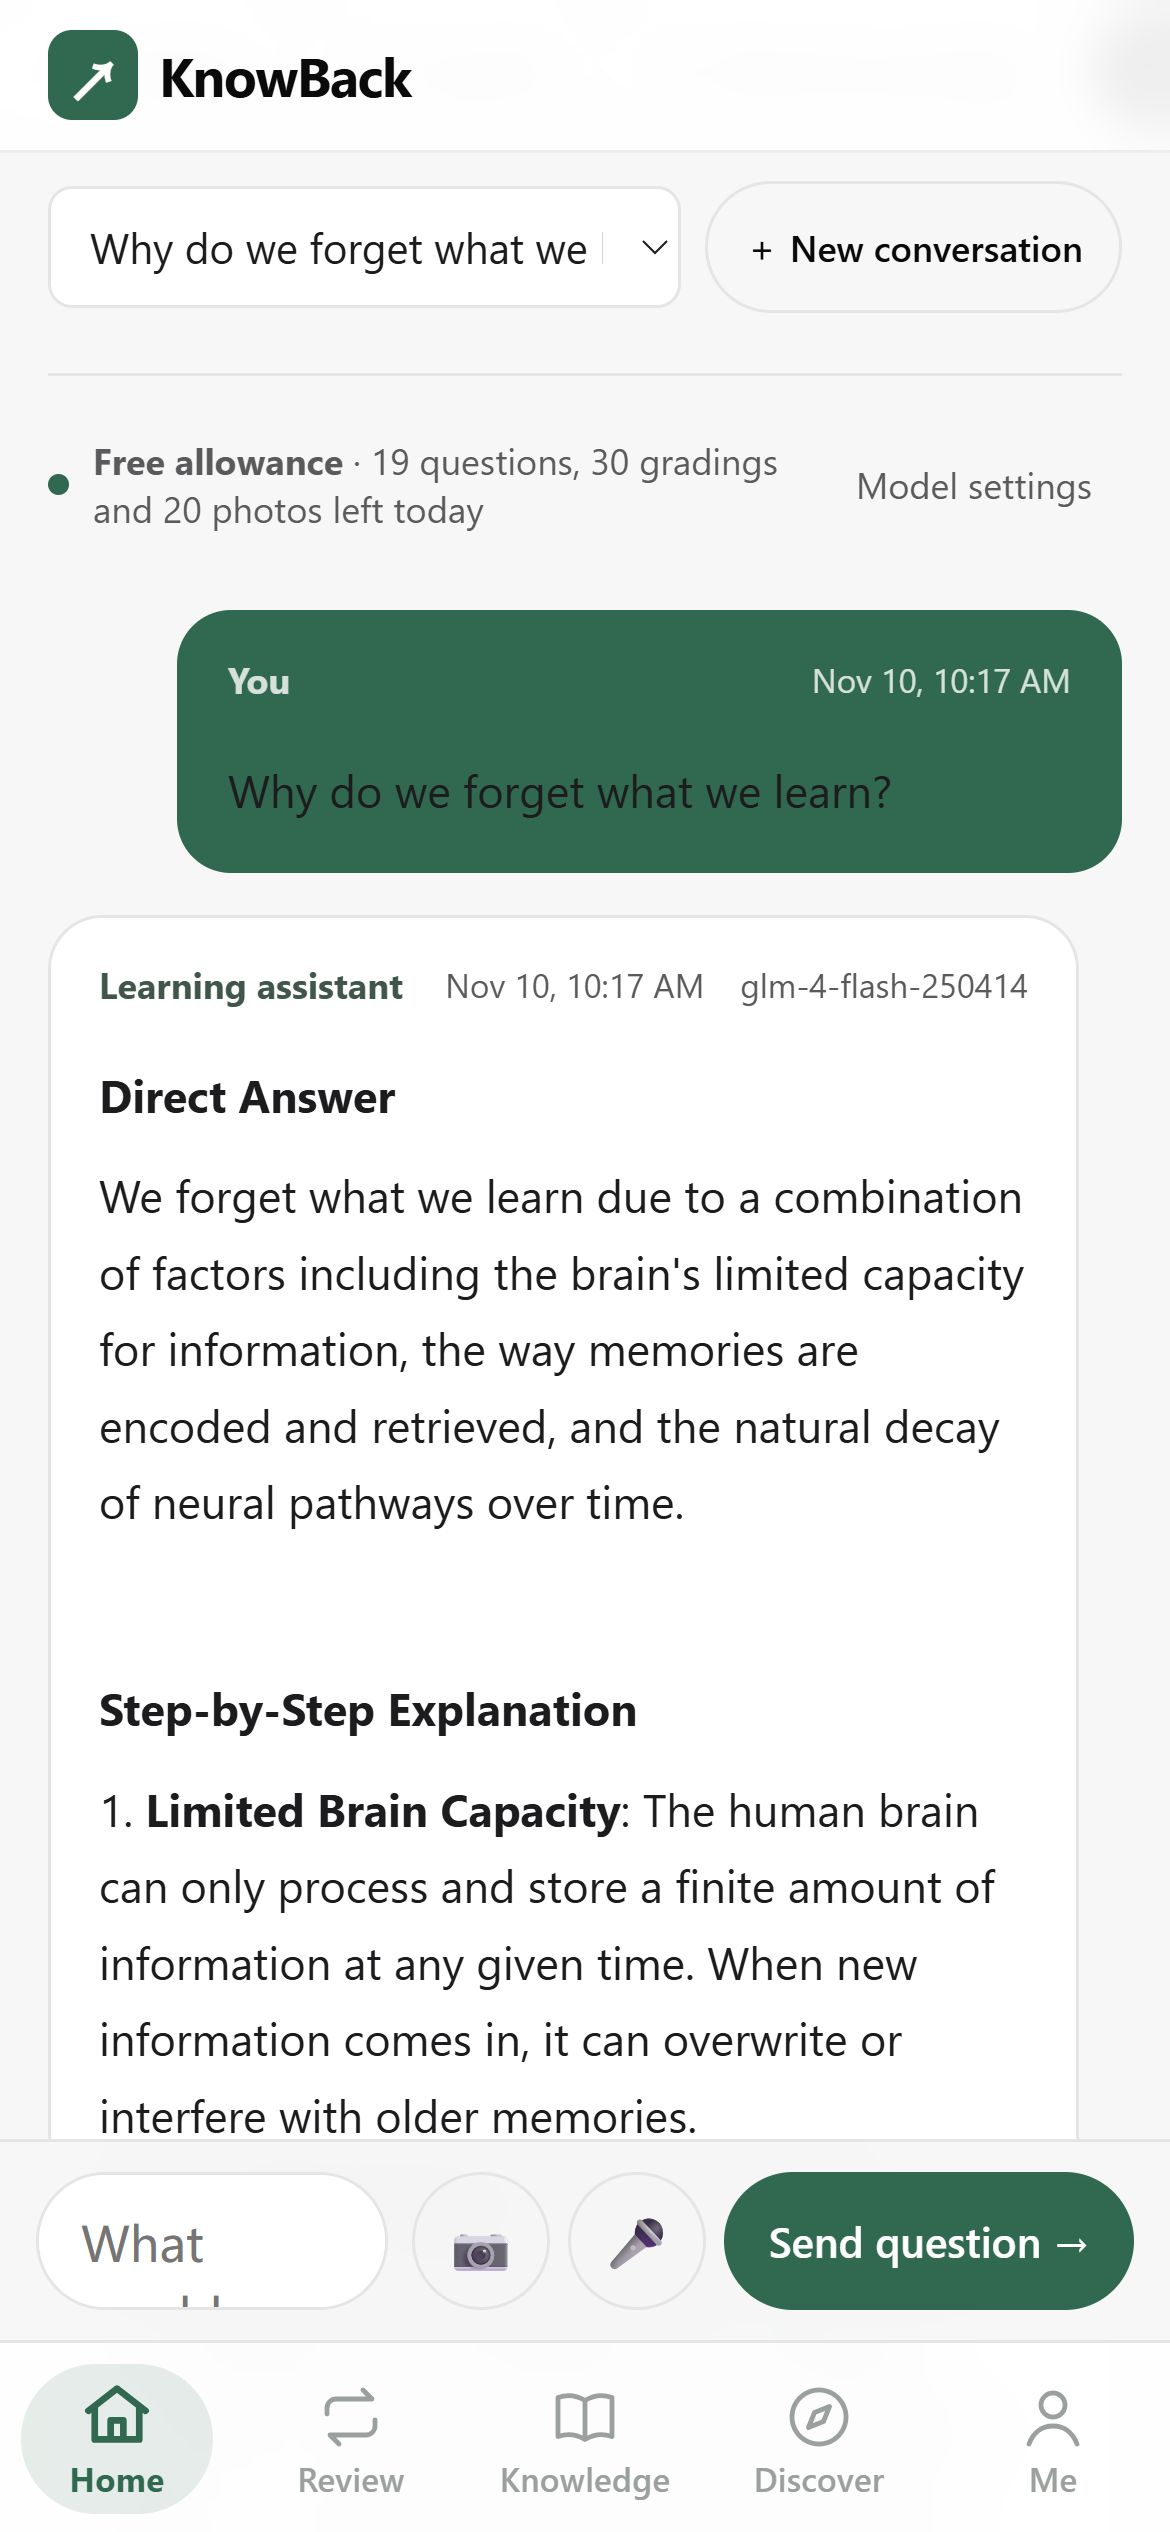 KnowBack
Why do we forget what we
+ New conversation
Free allowance · 19 questions, 30 gradings
and 20 photos left today
Model settings
You
Nov 10, 10:17 AM
Why do we forget what we learn?
Learning assistant
Nov 10, 10:17 AM
glm-4-flash-250414
Direct Answer
We forget what we learn due to a combination
of factors including the brain's limited capacity
for information, the way memories are
encoded and retrieved, and the natural decay
of neural pathways over time.
Step-by-Step Explanation
1. Limited Brain Capacity: The human brain
can only process and store a finite amount of
information at any given time. When new
information comes in, it can overwrite or
interfere with older memories.
What
Send question →
Home
Review
Knowledge
Discover
Me